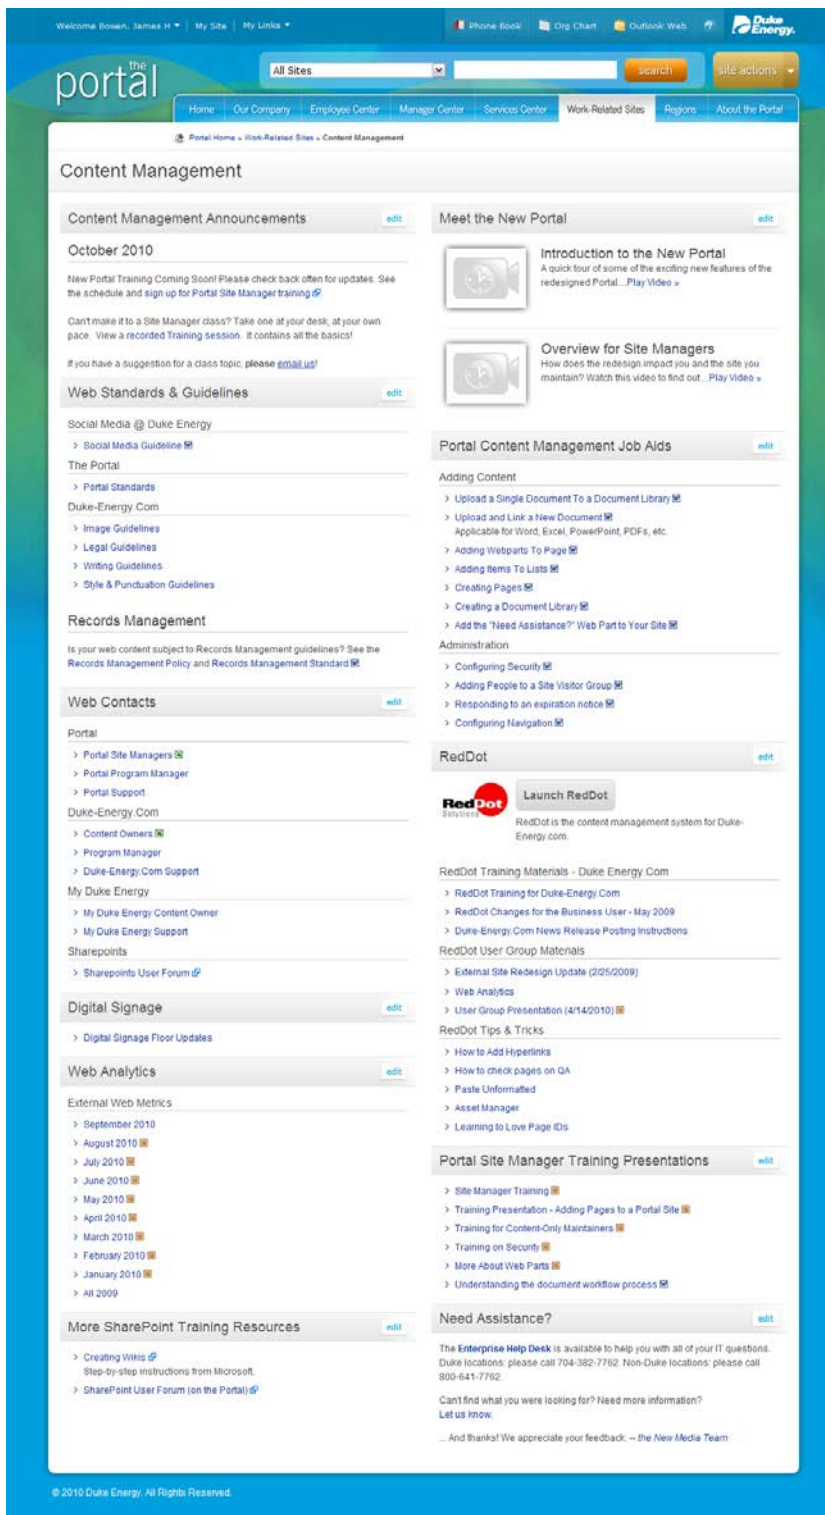 Welcome Bowen, James H
My Site
My Links
Phone Book
Org Chart
Outlook Web
Duke Energy.
the portal
All Sites
search
site actions
Home
Our Company
Employee Center
Manager Center
Services Center
Work-Related Sites
Regions
About the Portal
Portal Home » Work-Related Sites » Content Management
Content Management
Content Management Announcements
edit
October 2010
New Portal Training Coming Soon! Please check back often for updates. See
the schedule and sign up for Portal Site Manager training.
Can't make it to a Site Manager class? Take one at your desk, at your own
pace. View a recorded Training session. It contains all the basics!
If you have a suggestion for a class topic, please email us!
Web Standards & Guidelines
edit
Social Media @ Duke Energy
> Social Media Guideline
The Portal
> Portal Standards
Duke-Energy.Com
> Image Guidelines
> Legal Guidelines
> Writing Guidelines
> Style & Punctuation Guidelines
Records Management
Is your web content subject to Records Management guidelines? See the
Records Management Policy and Records Management Standard
Web Contacts
edit
Portal
> Portal Site Managers
> Portal Program Manager
> Portal Support
Duke-Energy.Com
> Content Owners
> Program Manager
> Duke-Energy.Com Support
My Duke Energy
> My Duke Energy Content Owner
> My Duke Energy Support
Sharepoints
> Sharepoints User Forum
Digital Signage
edit
> Digital Signage Floor Updates
Web Analytics
edit
External Web Metrics
> September 2010
> August 2010
> July 2010
> June 2010
> May 2010
> April 2010
> March 2010
> February 2010
> January 2010
> All 2009
More SharePoint Training Resources
edit
> Creating Wikis
Step-by-step instructions from Microsoft.
> SharePoint User Forum (on the Portal)
Meet the New Portal
edit
Introduction to the New Portal
A quick tour of some of the exciting new features of the
redesigned Portal...Play Video »
Overview for Site Managers
How does the redesign impact you and the site you
maintain? Watch this video to find out...Play Video »
Portal Content Management Job Aids
edit
Adding Content
> Upload a Single Document To a Document Library
> Upload and Link a New Document
Applicable for Word, Excel, PowerPoint, PDFs, etc.
> Adding Webparts To Page
> Adding Items To Lists
> Creating Pages
> Creating a Document Library
> Add the "Need Assistance?" Web Part to Your Site
Administration
> Configuring Security
> Adding People to a Site Visitor Group
> Responding to an expiration notice
> Configuring Navigation
RedDot
edit
RedDot Solutions
Launch RedDot
RedDot is the content management system for Duke-
Energy.com.
RedDot Training Materials - Duke Energy.Com
> RedDot Training for Duke-Energy.Com
> RedDot Changes for the Business User - May 2009
> Duke-Energy.Com News Release Posting Instructions
RedDot User Group Materials
> External Site Redesign Update (2/25/2009)
> Web Analytics
> User Group Presentation (4/14/2010)
RedDot Tips & Tricks
> How to Add Hyperlinks
> How to check pages on QA
> Paste Unformatted
> Asset Manager
> Learning to Love Page IDs
Portal Site Manager Training Presentations
edit
> Site Manager Training
> Training Presentation - Adding Pages to a Portal Site
> Training for Content-Only Maintainers
> Training on Security
> More About Web Parts
> Understanding the document workflow process
Need Assistance?
edit
The Enterprise Help Desk is available to help you with all of your IT questions.
Duke locations: please call 704-382-7762. Non-Duke locations: please call
800-641-7762.
Can't find what you were looking for? Need more information?
Let us know.
... And thanks! We appreciate your feedback. -- the New Media Team
© 2010 Duke Energy. All Rights Reserved.